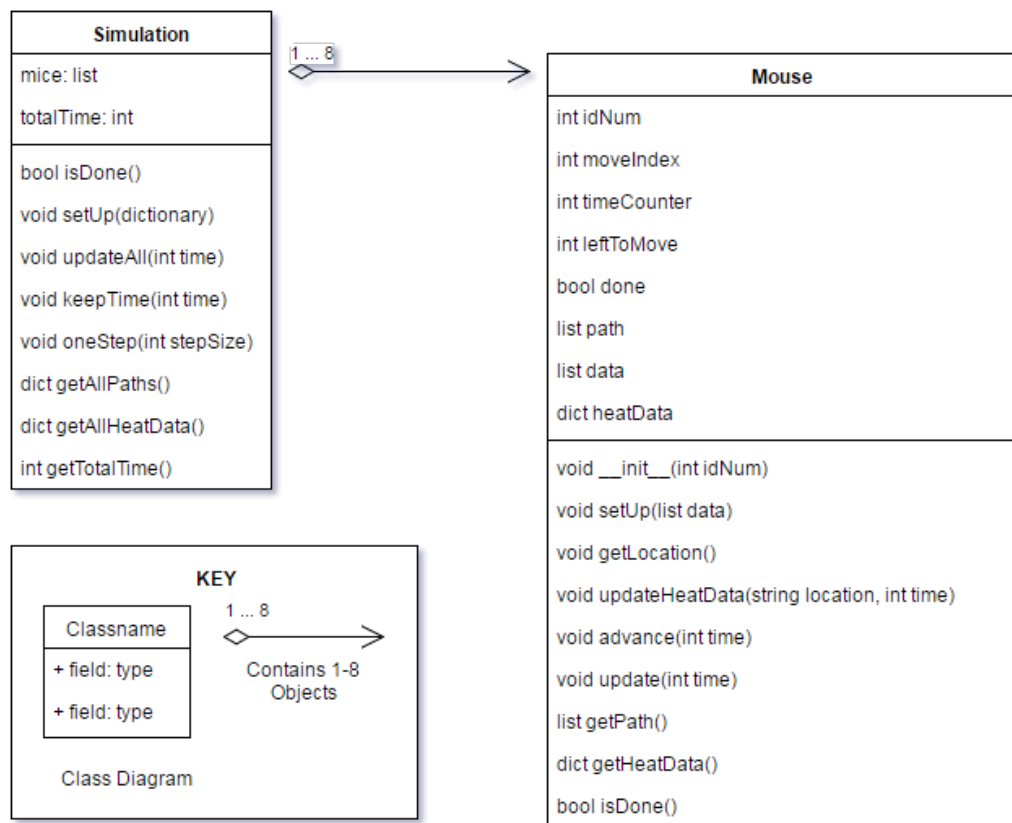 Simulation
mice: list
totalTime: int
bool isDone()
void setUp(dictionary)
void updateAll(int time)
void keepTime(int time)
void oneStep(int stepSize)
dict getAllPaths()
dict getAllHeatData()
int getTotalTime()
1 ... 8
Mouse
int idNum
int moveIndex
int timeCounter
int leftToMove
bool done
list path
list data
dict heatData
void __init__(int idNum)
void setUp(list data)
void getLocation()
void updateHeatData(string location, int time)
void advance(int time)
void update(int time)
list getPath()
dict getHeatData()
bool isDone()
KEY
Classname
+ field: type
+ field: type
1 ... 8
Contains 1-8
Objects
Class Diagram